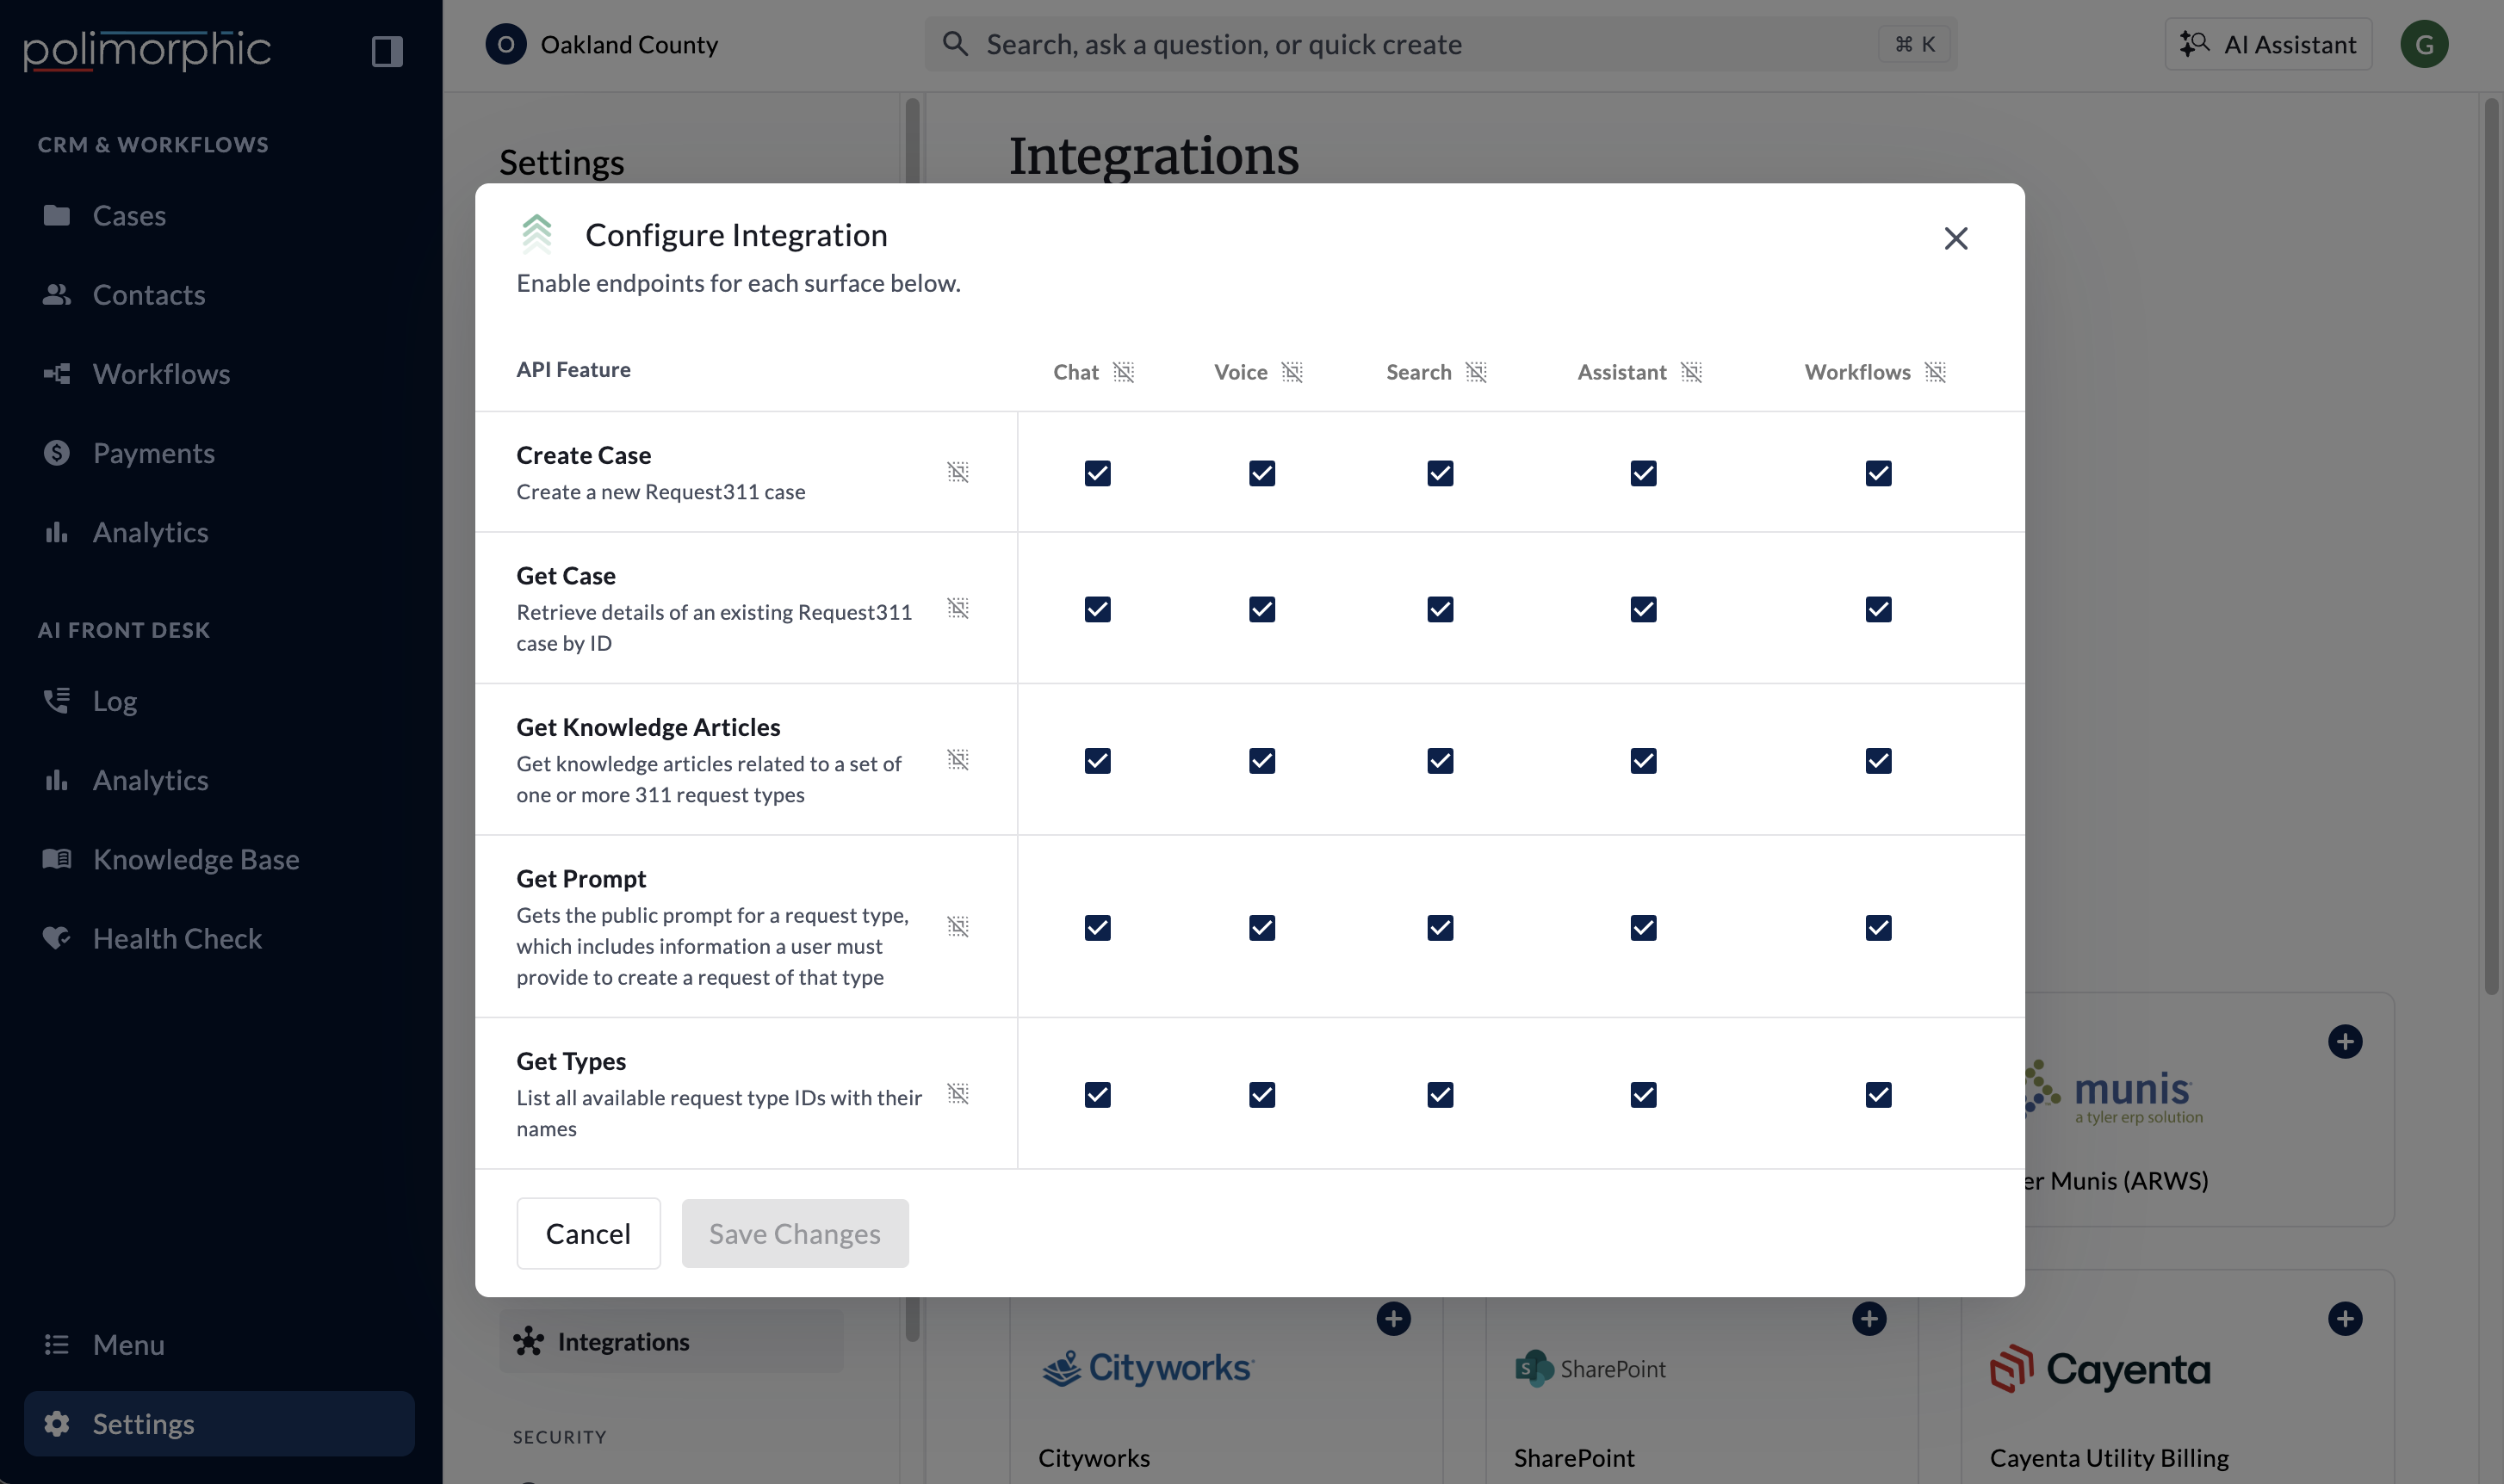 polimorphic
O
Oakland County
Search, ask a question, or quick create
⌘ K
AI Assistant
G
CRM & WORKFLOWS
Cases
Contacts
Workflows
Payments
Analytics
AI FRONT DESK
Log
Analytics
Knowledge Base
Health Check
Menu
Settings
Settings
Integrations
Configure Integration
Enable endpoints for each surface below.
API Feature
Chat
Voice
Search
Assistant
Workflows
Create Case
Create a new Request311 case
Get Case
Retrieve details of an existing Request311
case by ID
Get Knowledge Articles
Get knowledge articles related to a set of
one or more 311 request types
Get Prompt
Gets the public prompt for a request type,
which includes information a user must
provide to create a request of that type
Get Types
List all available request type IDs with their
names
Cancel
Save Changes
munis
a tyler erp solution
er Munis (ARWS)
Integrations
SECURITY
Cityworks
Cityworks
S SharePoint
SharePoint
Cayenta
Cayenta Utility Billing